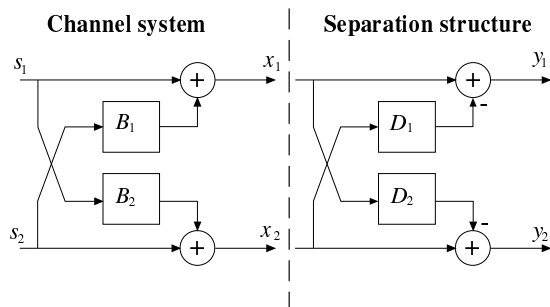 Channel system
Separation structure
s1
x1
y1
+
+
-
B1
D1
B2
D2
-
s2
x2
y2
+
+